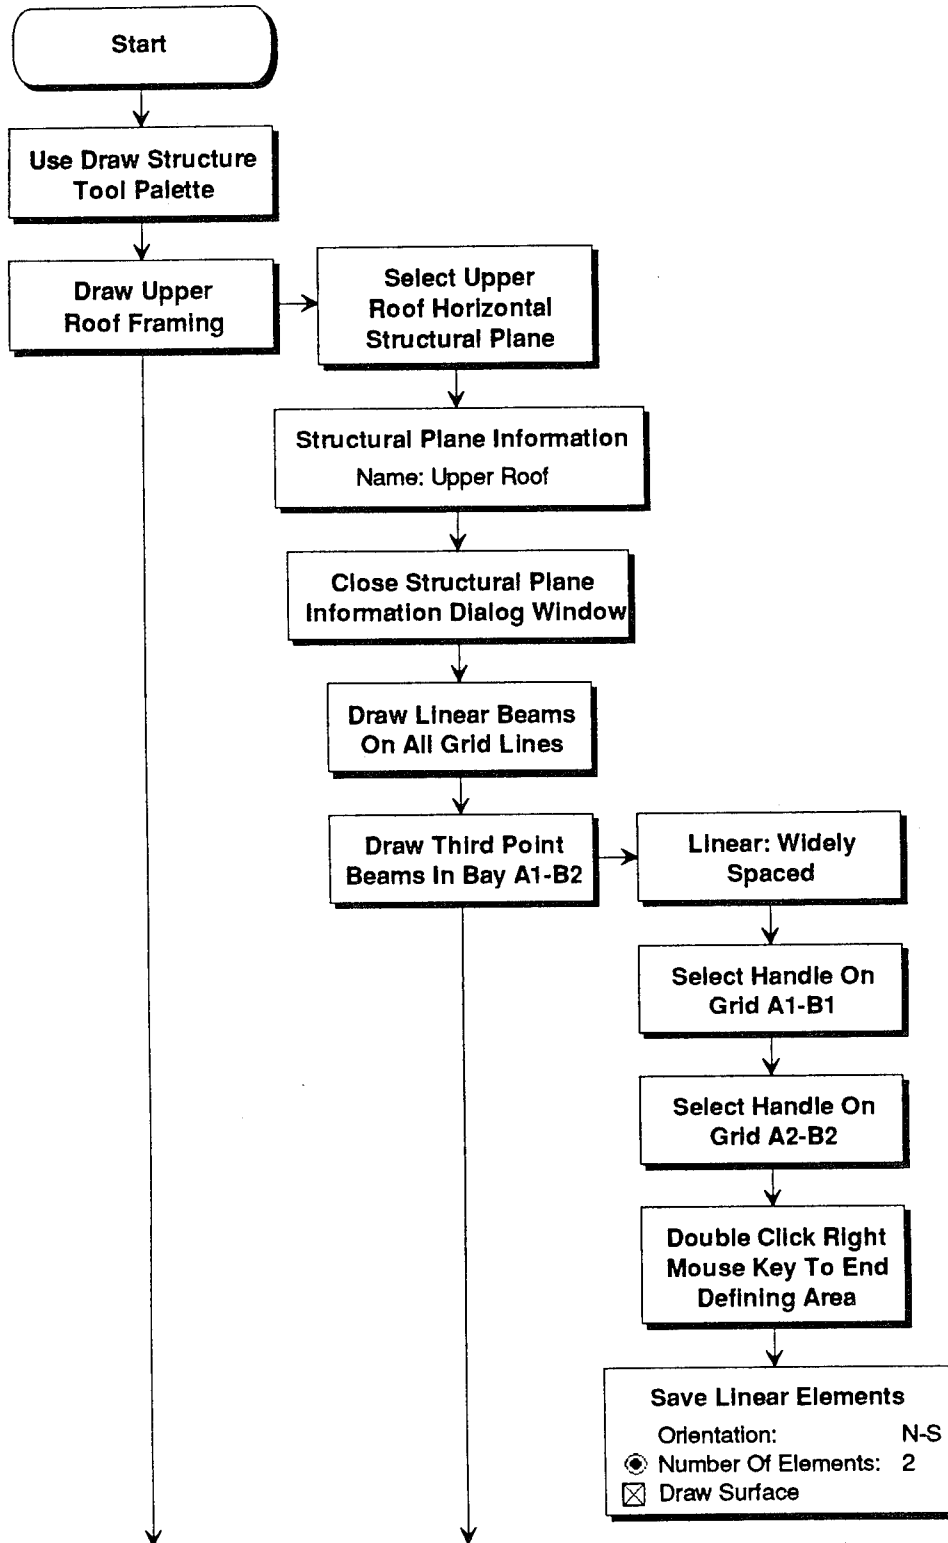 Start
Use Draw Structure
Tool Palette
Draw Upper
Roof Framing
Select Upper
Roof Horizontal
Structural Plane
Structural Plane Information
Name: Upper Roof
Close Structural Plane
Information Dialog Window
Draw Linear Beams
On All Grid Lines
Draw Third Point
Beams In Bay A1-B2
Linear: Widely
Spaced
Select Handle On
Grid A1-B1
Select Handle On
Grid A2-B2
Double Click Right
Mouse Key To End
Defining Area
Save Linear Elements
Orientation: N-S
Number Of Elements: 2
Draw Surface